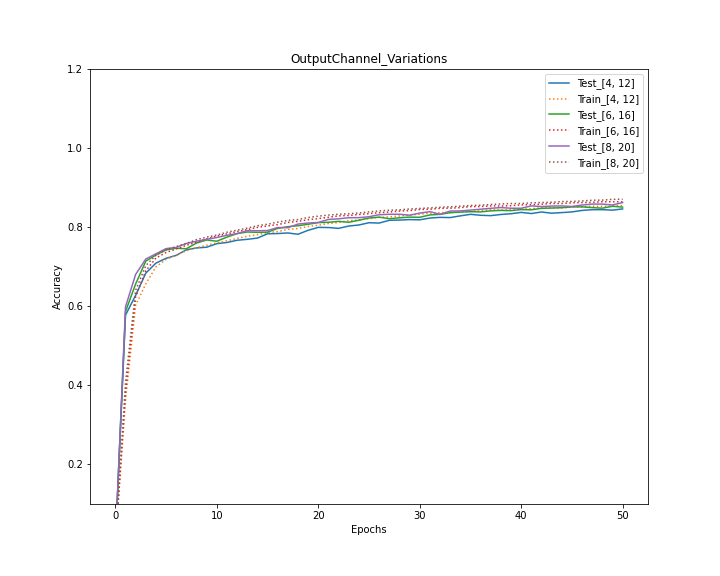 OutputChannel_Variations
1.2
1.0
0.8
0.6
0.4
0.2
Accuracy
Test_[4, 12]
Train_[4, 12]
Test_[6, 16]
Train_[6, 16]
Test_[8, 20]
Train_[8, 20]
0 10 20 30 40 50
Epochs